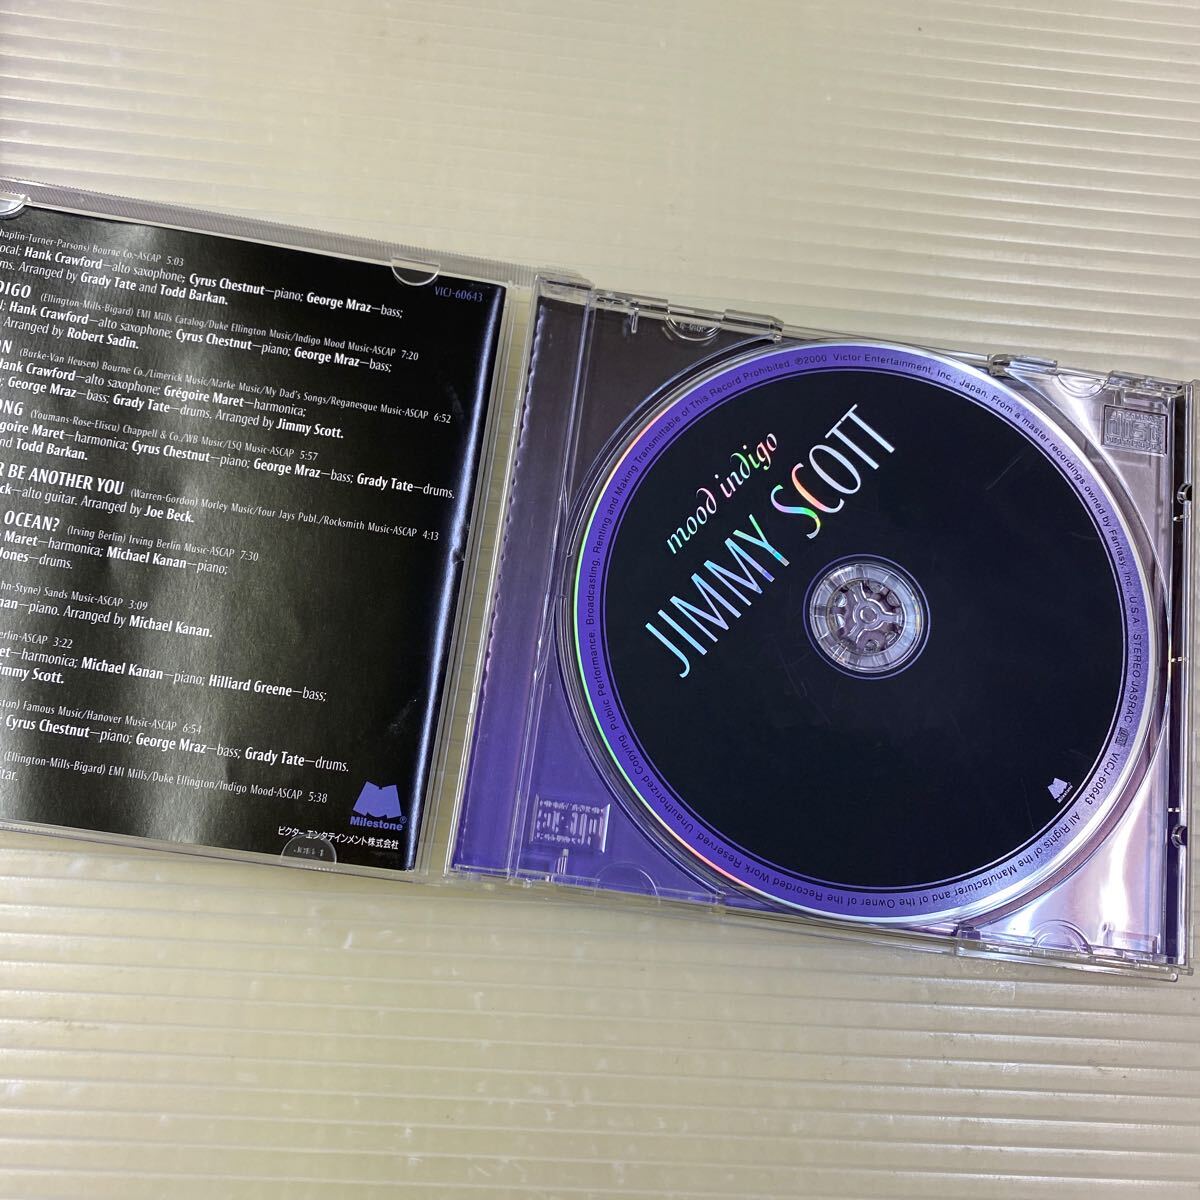 haplin-Turner-Parsons) Bourne Co.-ASCAP 5:03
ocal; Hank Crawford—alto saxophone; Cyrus Chestnut—piano; George Mraz—bass;
ms. Arranged by Grady Tate and Todd Barkan.
VICJ-60643
DIGO (Ellington-Mills-Bigard) EMI Mills Catalog/Duke Ellington Music/Indigo Mood Music-ASCAP 7:20
l; Hank Crawford—alto saxophone; Cyrus Chestnut—piano; George Mraz—bass;
Arranged by Robert Sadin.
ON (Burke-Van Heusen) Bourne Co./Limerick Music/Marke Music/My Dad's Songs/Reganesque Music-ASCAP 6:52
Hank Crawford—alto saxophone; Grégoire Maret—harmonica;
; George Mraz—bass; Grady Tate—drums. Arranged by Jimmy Scott.
ONG (Youmans-Rose-Eliscu) Chappell & Co./WB Music/LSQ Music-ASCAP 5:57
goire Maret—harmonica; Cyrus Chestnut—piano; George Mraz—bass; Grady Tate—drums.
nd Todd Barkan.
R BE ANOTHER YOU (Warren-Gordon) Morley Music/Four Jays Publ./Rocksmith Music-ASCAP 4:13
ck—alto guitar. Arranged by Joe Beck.
OCEAN? (Irving Berlin) Irving Berlin Music-ASCAP 7:30
e Maret—harmonica; Michael Kanan—piano;
Jones—drums.
hn-Styne) Sands Music-ASCAP 3:09
nan—piano. Arranged by Michael Kanan.
erlin-ASCAP 3:22
et—harmonica; Michael Kanan—piano; Hilliard Greene—bass;
mmy Scott.
ston) Famous Music/Hanover Music-ASCAP 6:54
; Cyrus Chestnut—piano; George Mraz—bass; Grady Tate—drums.
(Ellington-Mills-Bigard) EMI Mills/Duke Ellington/Indigo Mood-ASCAP 5:38
itar.
Milestone®
ビクターエンタテインメント株式会社
mood indigo
JIMMY SCOTT
Milestone
℗2000 Victor Entertainment, Inc., Japan. From a master recordings owned by Fantasy, Inc., U.S.A. STEREO JASRAC VICJ-60643
All Rights of the Manufacturer and of the Owner of the Recorded Work Reserved. Unauthorized Copying, Public Performance, Broadcasting, Renting and Making Transmittable of This Record Prohibited.